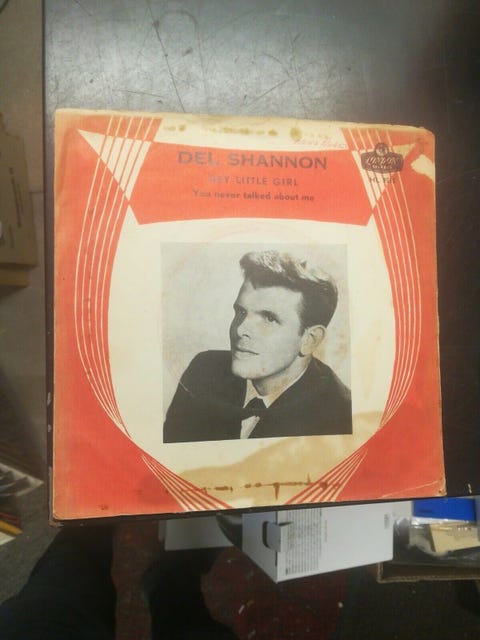 DEL SHANNON
HEY LITTLE GIRL
You never talked about me
LONDON